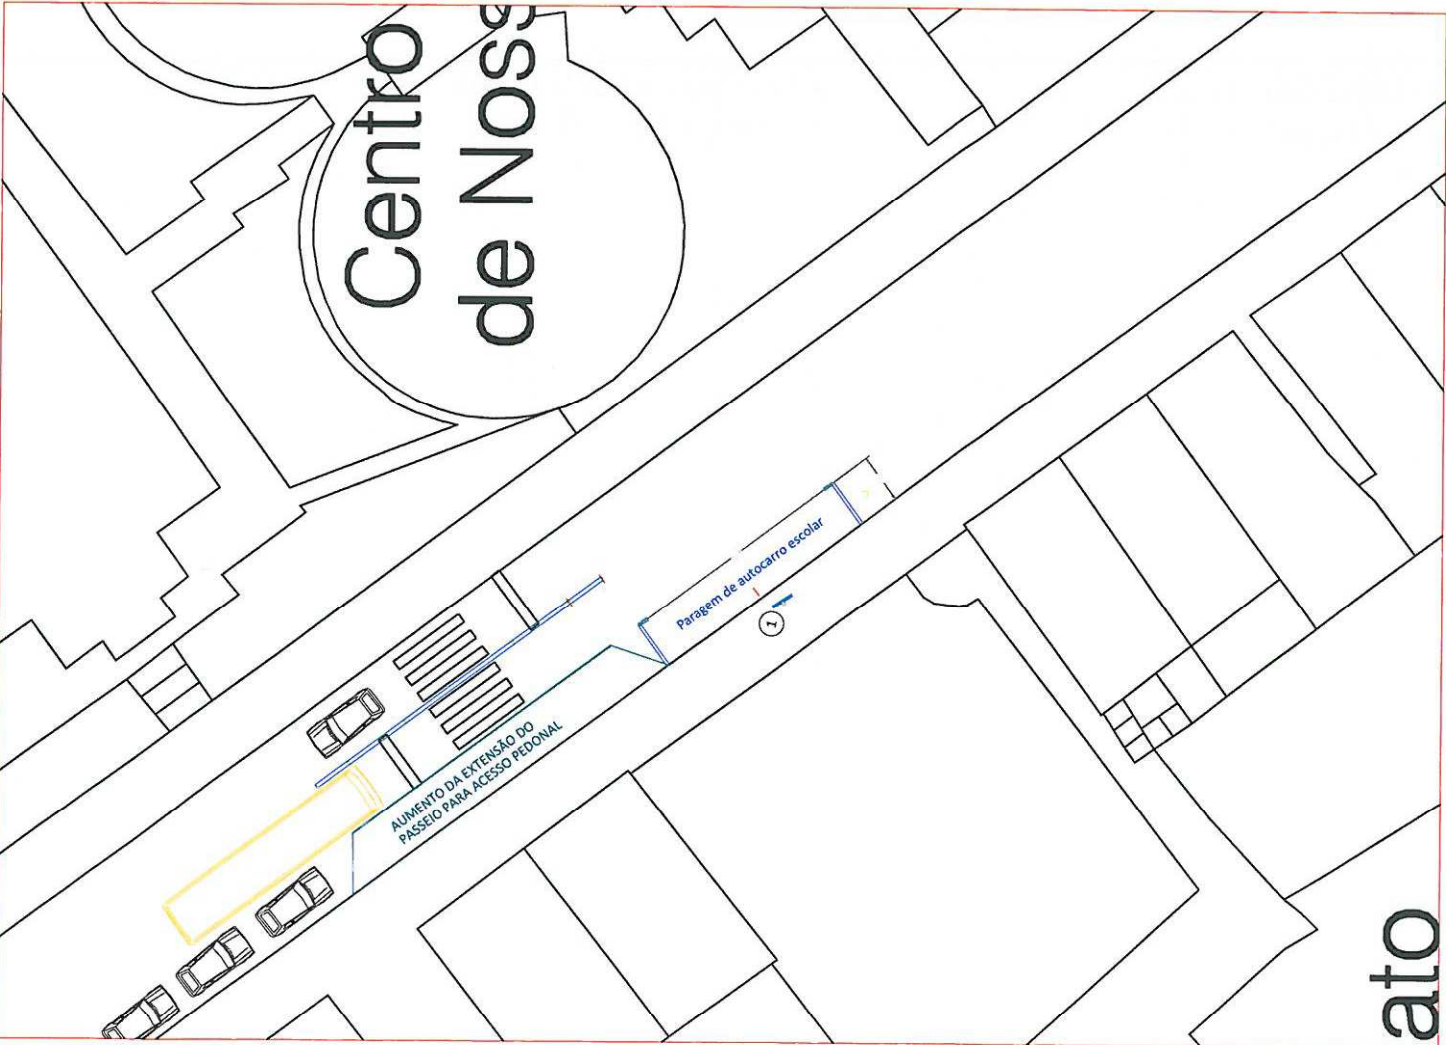 Centro
de Noss
Paragem de autocarro escolar
1
AUMENTO DA EXTENSÃO DO
PASSEIO PARA ACESSO PEDONAL
ato